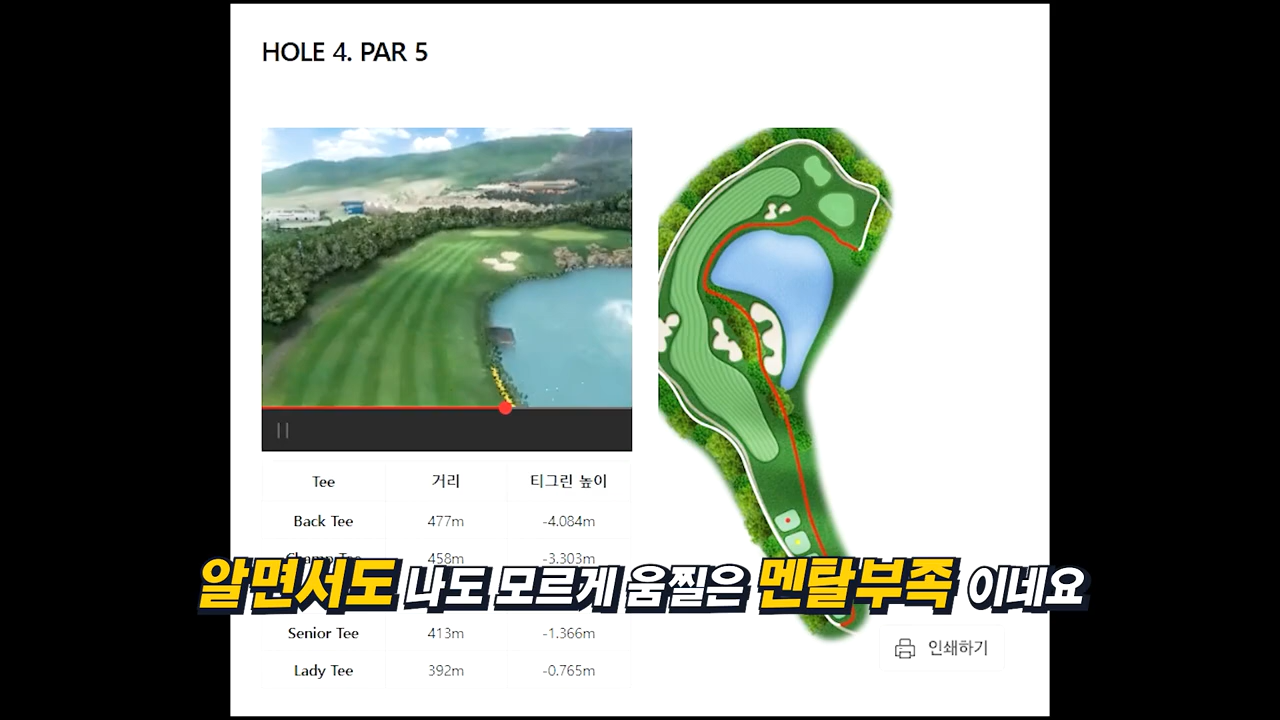 HOLE 4. PAR 5
Tee 거리 티그린 높이
Back Tee 477m -4.084m
Champ Tee 458m -3.303m
알면서도 나도 모르게 움찔은 멘탈부족 이네요
Senior Tee 413m -1.366m
인쇄하기
Lady Tee 392m -0.765m